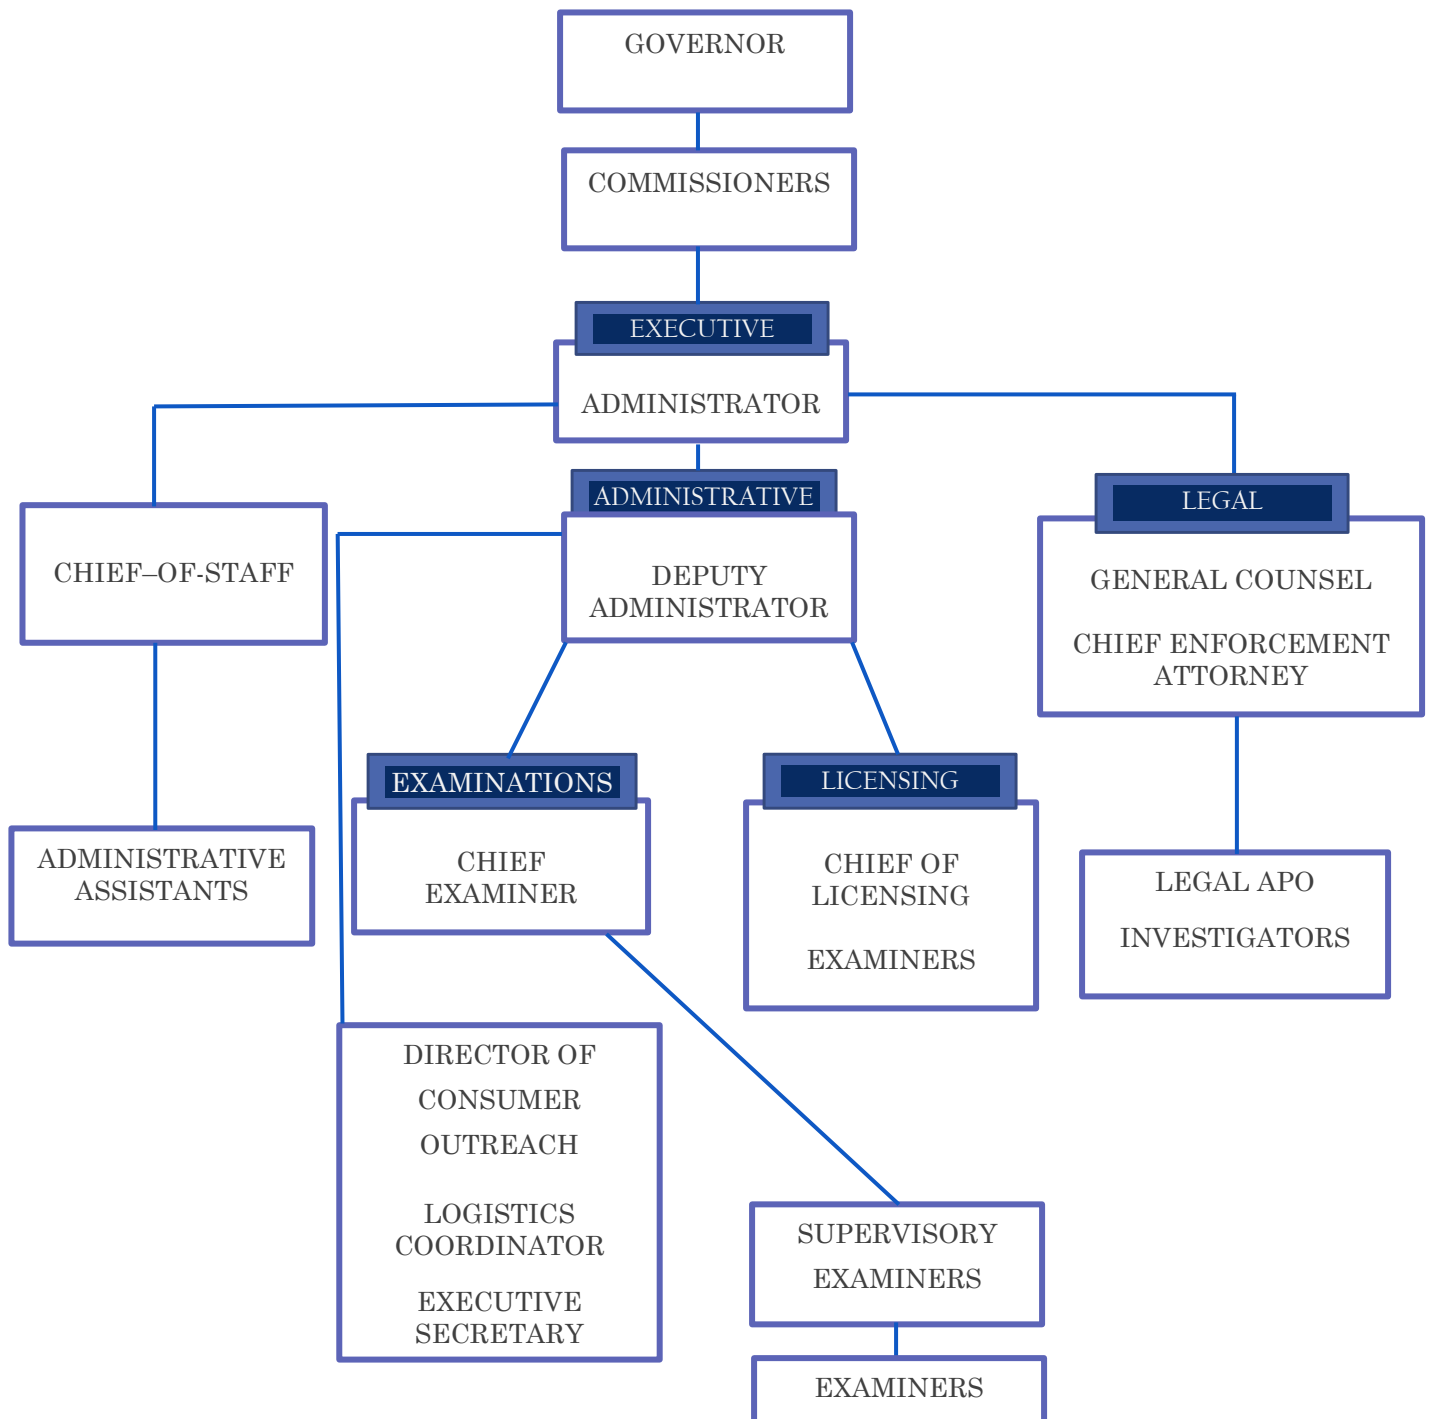 GOVERNOR
COMMISSIONERS
EXECUTIVE
ADMINISTRATOR
ADMINISTRATIVE
DEPUTY
ADMINISTRATOR
LEGAL
GENERAL COUNSEL
CHIEF ENFORCEMENT
ATTORNEY
CHIEF–OF-STAFF
EXAMINATIONS
CHIEF
EXAMINER
LICENSING
CHIEF OF
LICENSING
EXAMINERS
ADMINISTRATIVE
ASSISTANTS
LEGAL APO
INVESTIGATORS
DIRECTOR OF
CONSUMER
OUTREACH
LOGISTICS
COORDINATOR
EXECUTIVE
SECRETARY
SUPERVISORY
EXAMINERS
EXAMINERS